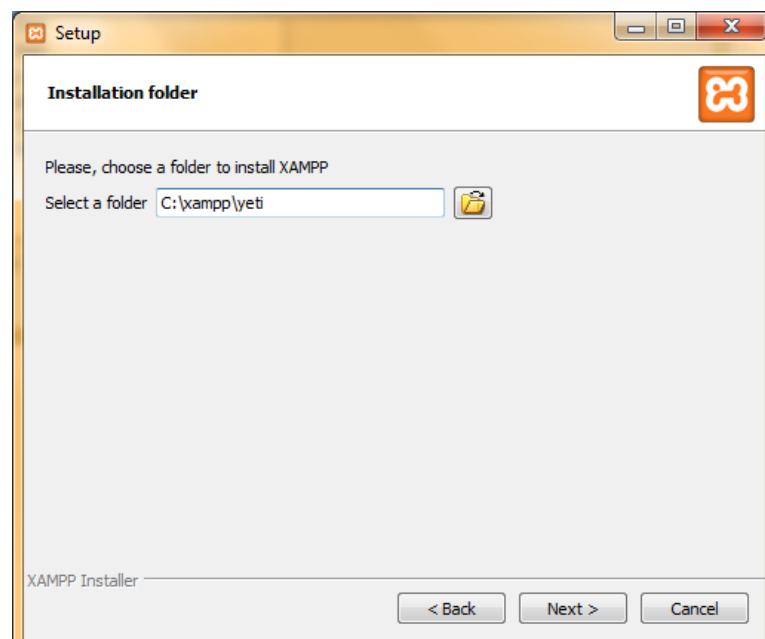 Setup
Installation folder
Please, choose a folder to install XAMPP
Select a folder C:\xampp\yeti
XAMPP Installer
< Back Next > Cancel